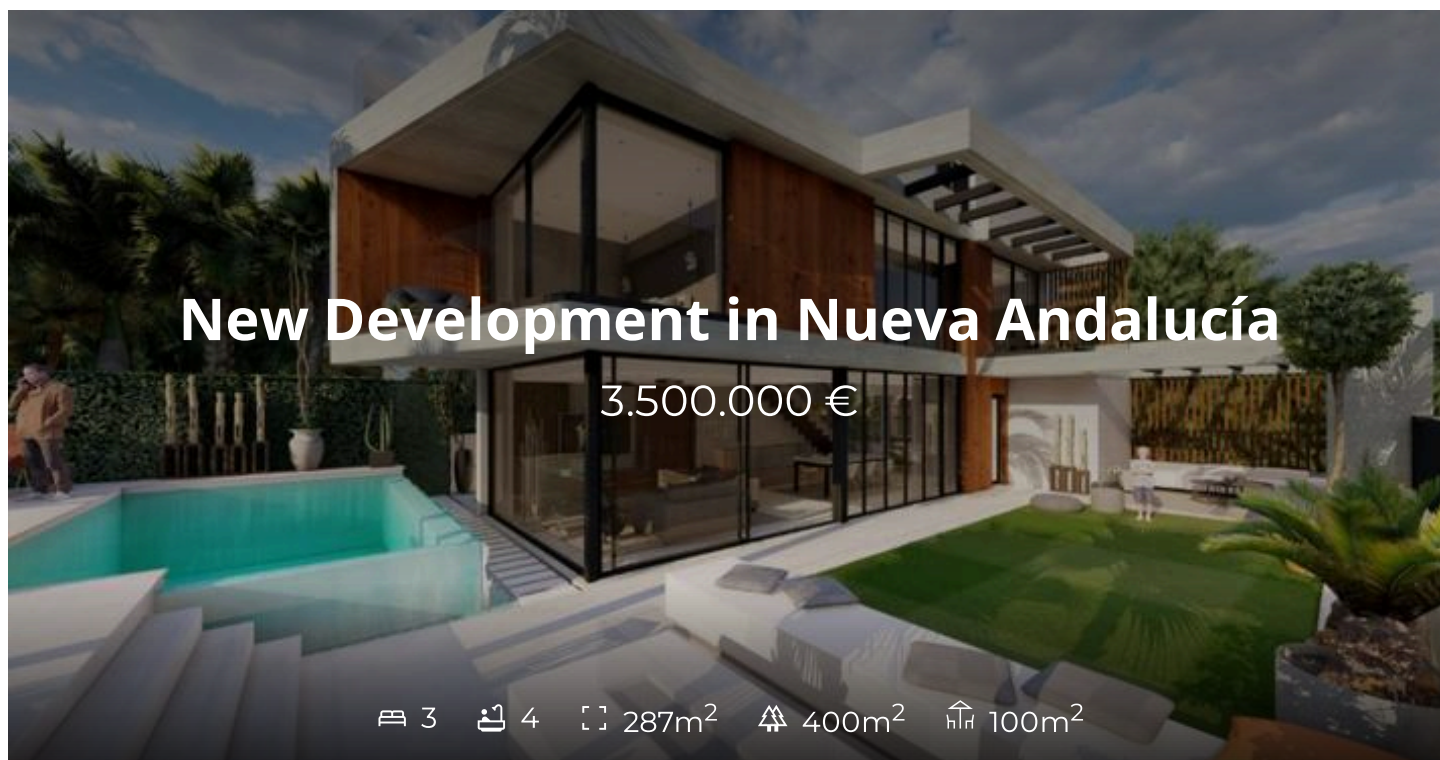 New Development in Nueva Andalucía
3.500.000 €
3 4 287m² 400m² 100m²